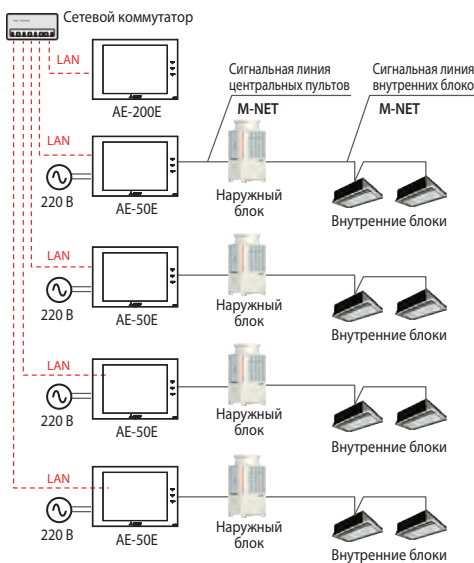 Сетевой коммутатор
LAN
AE-200E
Сигнальная линия
центральных пультов
M-NET
Сигнальная линия
внутренних блоко
M-NET
LAN
220 В
AE-50E
Наружный
блок
Внутренние блоки
LAN
220 В
AE-50E
Наружный
блок
Внутренние блоки
LAN
220 В
AE-50E
Наружный
блок
Внутренние блоки
LAN
220 В
AE-50E
Наружный
блок
Внутренние блоки